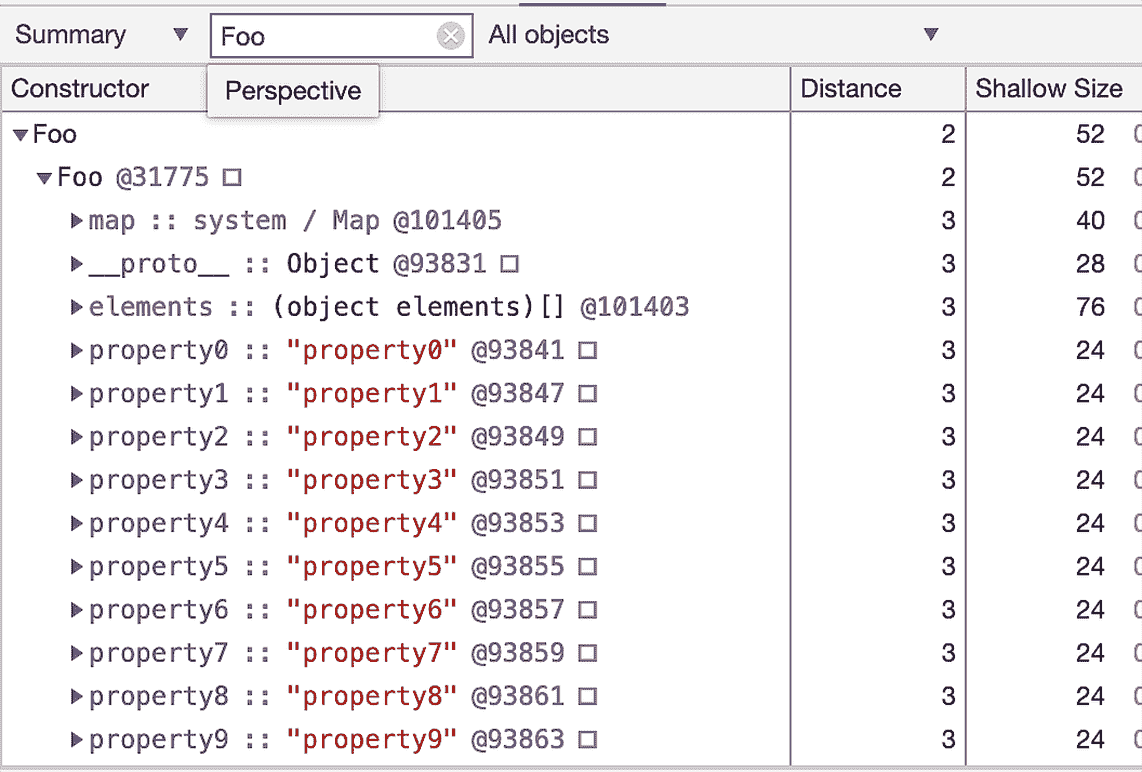 Summary ▼ Foo All objects ▼
Constructor Perspective Distance Shallow Size
▼Foo 2 52
▼Foo @31775 2 52
▶map :: system / Map @101405 3 40
▶__proto__ :: Object @93831 3 28
▶elements :: (object elements)[] @101403 3 76
▶property0 :: "property0" @93841 3 24
▶property1 :: "property1" @93847 3 24
▶property2 :: "property2" @93849 3 24
▶property3 :: "property3" @93851 3 24
▶property4 :: "property4" @93853 3 24
▶property5 :: "property5" @93855 3 24
▶property6 :: "property6" @93857 3 24
▶property7 :: "property7" @93859 3 24
▶property8 :: "property8" @93861 3 24
▶property9 :: "property9" @93863 3 24